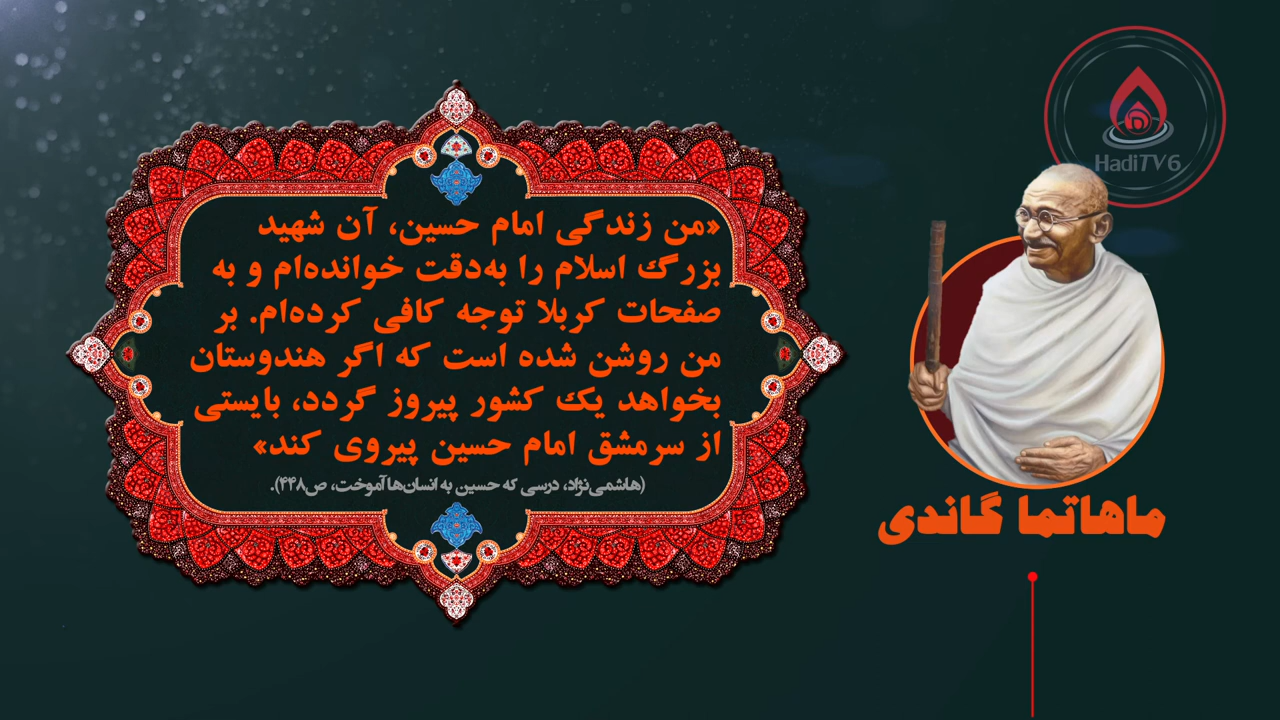 HadiTV6
«من زندگی امام حسین، آن شهید
بزرگ اسلام را به‌دقت خوانده‌ام و به
صفحات کربلا توجه کافی کرده‌ام. بر
من روشن شده است که اگر هندوستان
بخواهد یک کشور پیروز گردد، بایستی
از سرمشق امام حسین پیروی کند»
(هاشمی‌نژاد، درسی که حسین به انسان‌ها آموخت، ص۴۴۸).
ماهاتما گاندی